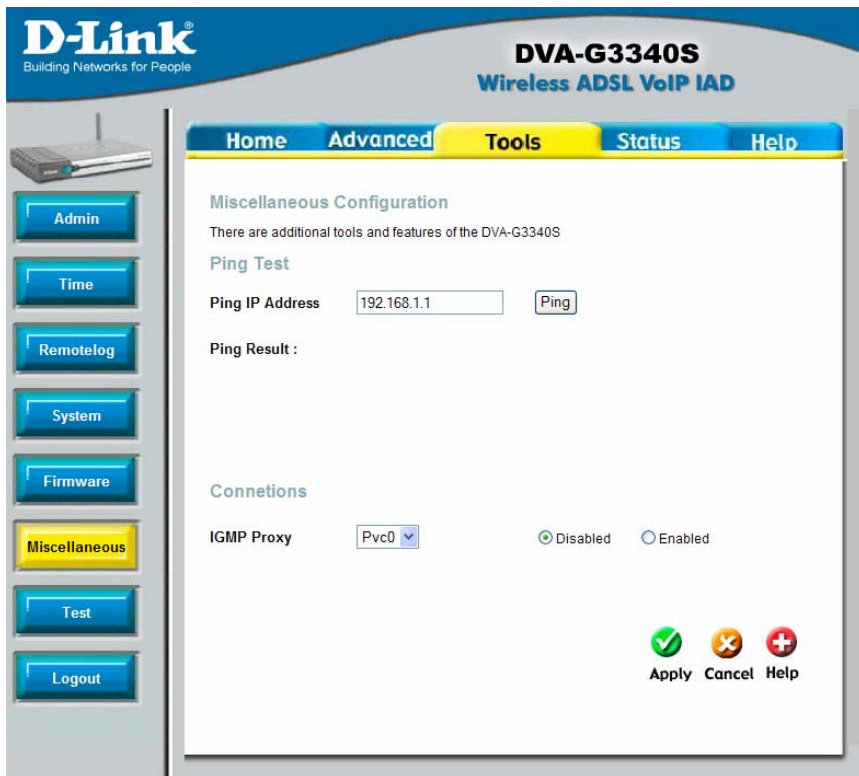 D-Link®
Building Networks for People
DVA-G3340S
Wireless ADSL VoIP IAD
Home Advanced Tools Status Help
Admin
Time
Remotelog
System
Firmware
Miscellaneous
Test
Logout
Miscellaneous Configuration
There are additional tools and features of the DVA-G3340S
Ping Test
Ping IP Address 192.168.1.1 Ping
Ping Result :
Connetions
IGMP Proxy Pvc0 Disabled Enabled
Apply Cancel Help